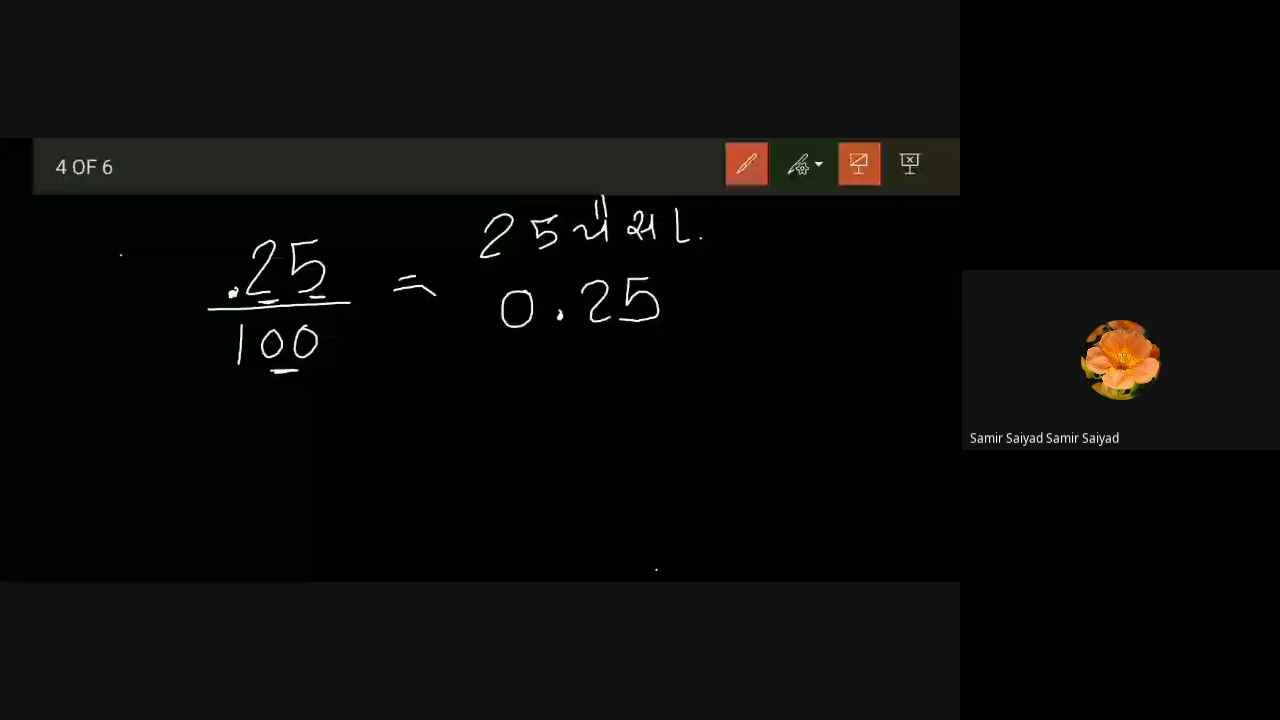 4 OF 6
25 પૈસા.
.25
100
=
0.25
Samir Saiyad Samir Saiyad